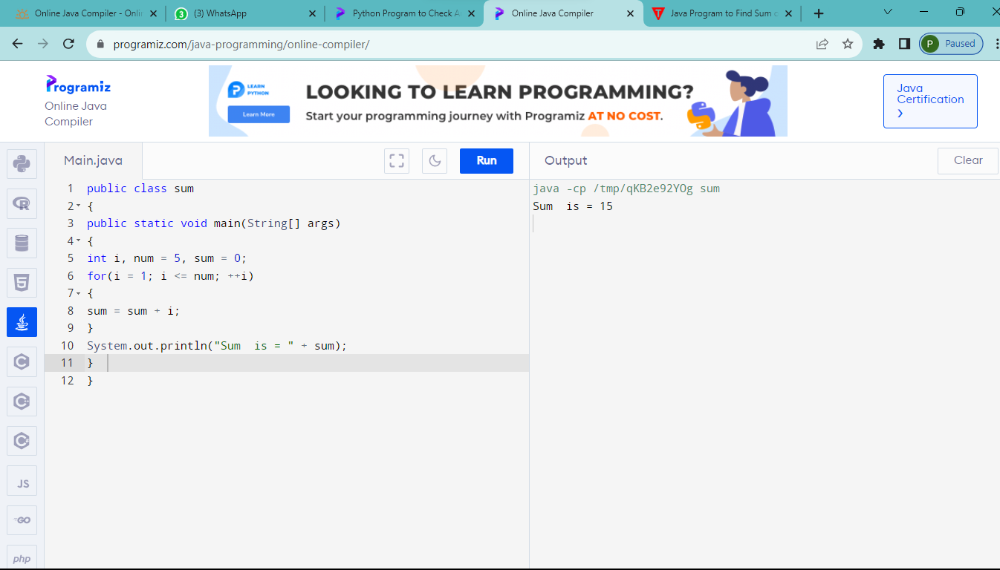 Online Java Compiler - Onli
(3) WhatsApp
Python Program to Check A
Online Java Compiler
Java Program to Find Sum o
programiz.com/java-programming/online-compiler/
P
Paused
Programiz
Online Java
Compiler
LEARN
PYTHON
Learn More
LOOKING TO LEARN PROGRAMMING?
Start your programming journey with Programiz AT NO COST.
Java
Certification
Main.java
Run
Output
Clear
1 public class sum
2 {
3 public static void main(String[] args)
4 {
5 int i, num = 5, sum = 0;
6 for(i = 1; i <= num; ++i)
7 {
8 sum = sum + i;
9 }
10 System.out.println("Sum  is = " + sum);
11 }
12 }
java -cp /tmp/qKB2e92YOg sum
Sum  is = 15
JS
GO
php